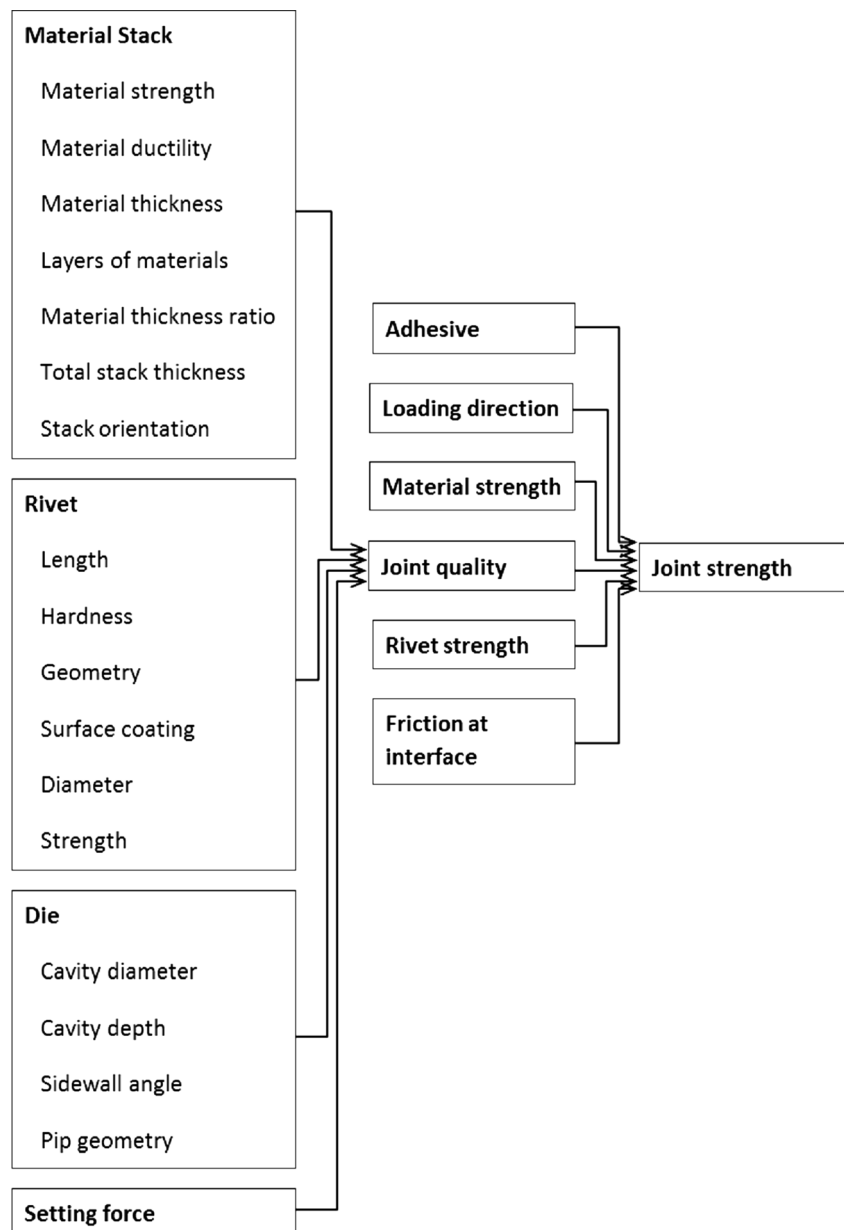 Material Stack
Material strength
Material ductility
Material thickness
Layers of materials
Material thickness ratio
Total stack thickness
Stack orientation
Rivet
Length
Hardness
Geometry
Surface coating
Diameter
Strength
Die
Cavity diameter
Cavity depth
Sidewall angle
Pip geometry
Setting force
Adhesive
Loading direction
Material strength
Joint quality
Rivet strength
Friction at
interface
Joint strength